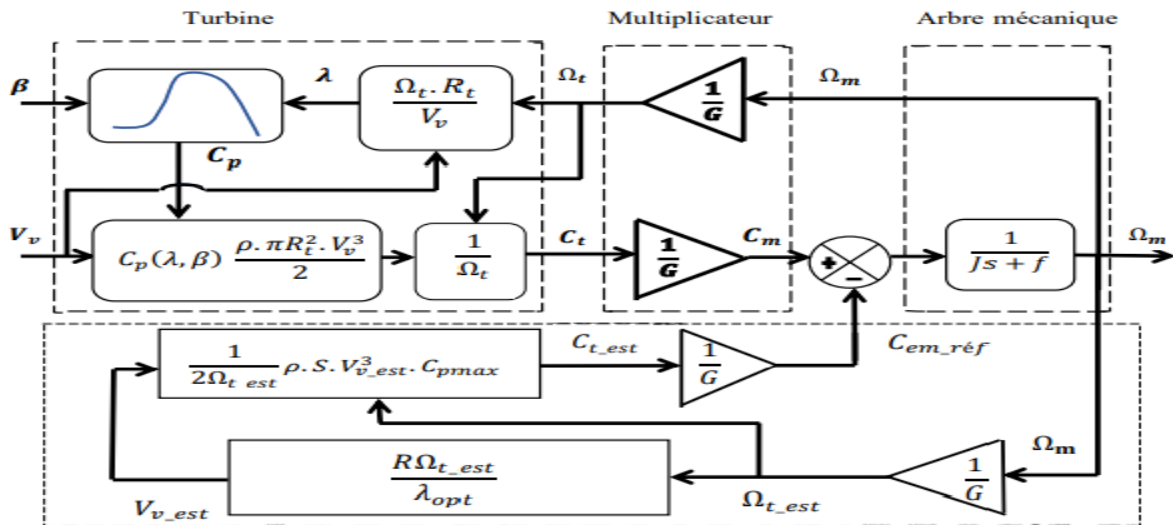 Turbine Multiplicateur Arbre mécanique
β λ Ω_t . R_t / V_v Ω_t 1/G Ω_m
C_p
V_v C_p(λ, β) ρ. πR_t^2. V_v^3 / 2 1/Ω_t C_t 1/G C_m + − 1/(Js + f) Ω_m
1/(2Ω_t_est) ρ. S. V_v_est^3. C_pmax C_t_est 1/G C_em_réf
RΩ_t_est / λ_opt 1/G Ω_m
V_v_est Ω_t_est